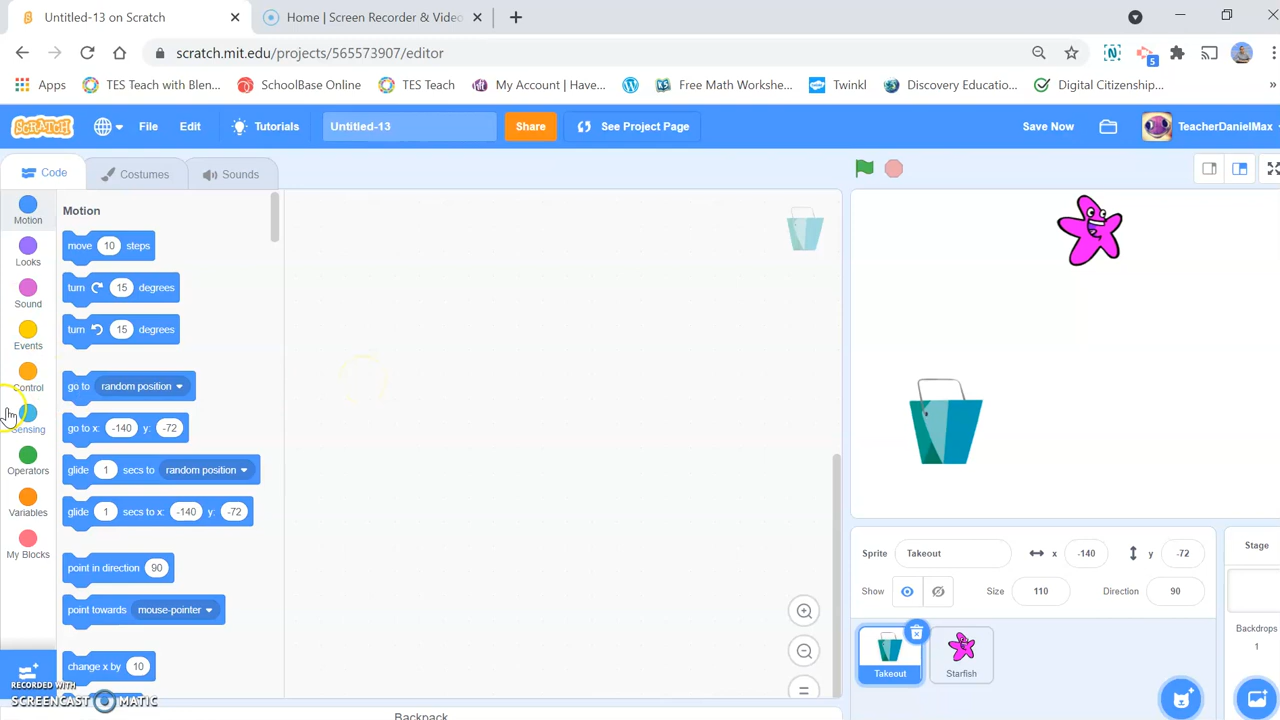 Untitled-13 on Scratch
Home | Screen Recorder & Video
scratch.mit.edu/projects/565573907/editor
5
Apps
TES Teach with Blen...
SchoolBase Online
TES Teach
My Account | Have...
Free Math Workshe...
Twinkl
Discovery Educatio...
Digital Citizenship...
»
SCRATCH
File
Edit
Tutorials
Untitled-13
Share
See Project Page
Save Now
TeacherDanielMax
Code
Costumes
Sounds
Motion
Looks
Sound
Events
Control
Sensing
Operators
Variables
My Blocks
Motion
move 10 steps
turn 15 degrees
turn 15 degrees
go to random position
go to x: -140 y: -72
glide 1 secs to random position
glide 1 secs to x: -140 y: -72
point in direction 90
point towards mouse-pointer
change x by 10
Sprite Takeout x -140 y -72
Show Size 110 Direction 90
Takeout
Starfish
Stage
Backdrops
1
Backpack
RECORDED WITH
SCREENCAST MATIC